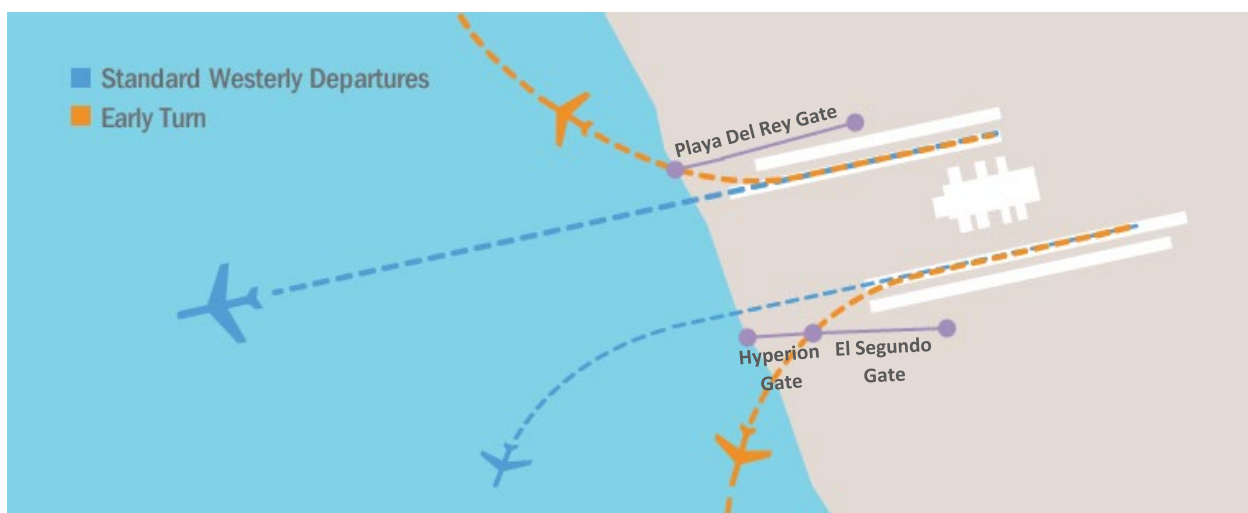 Standard Westerly Departures
Early Turn
Playa Del Rey Gate
Hyperion
Gate
El Segundo
Gate